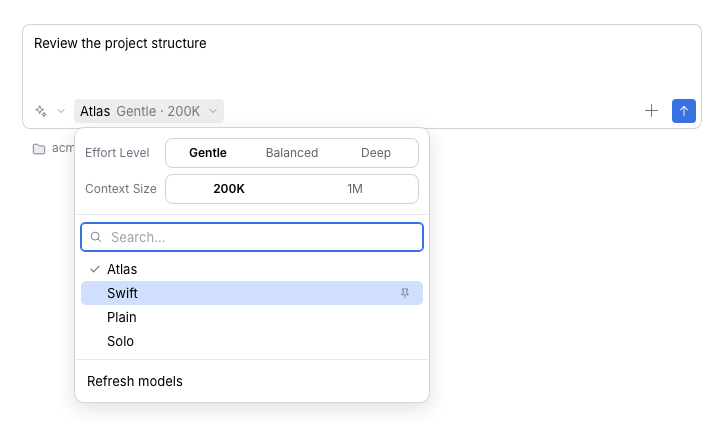 Review the project structure
Atlas Gentle · 200K
acm
Effort Level Gentle Balanced Deep
Context Size 200K 1M
Search...
Atlas
Swift
Plain
Solo
Refresh models